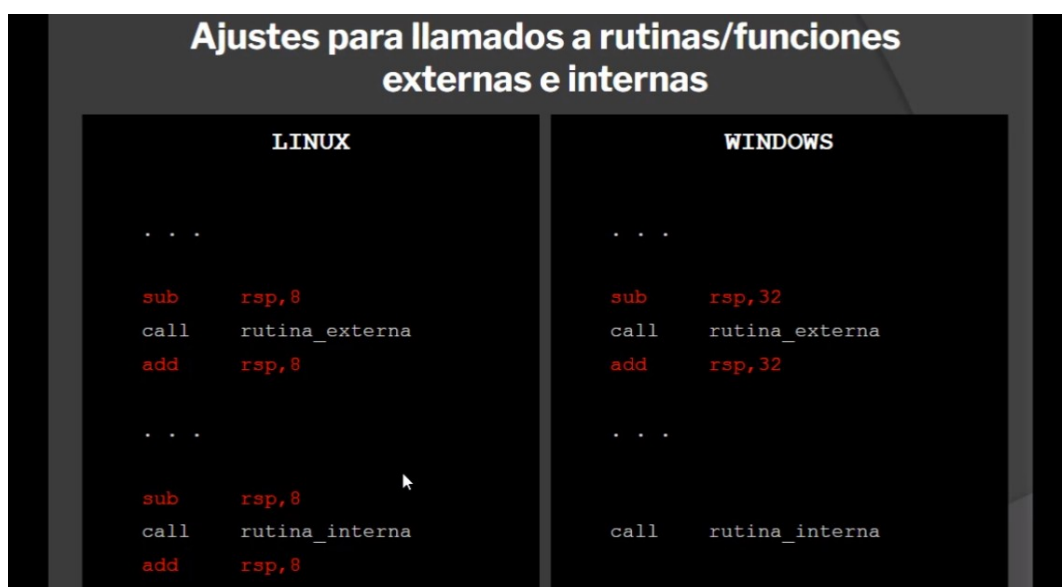 Ajustes para llamados a rutinas/funciones
externas e internas
LINUX
. . .
sub rsp,8
call rutina_externa
add rsp,8
. . .
sub rsp,8
call rutina_interna
add rsp,8
WINDOWS
. . .
sub rsp,32
call rutina_externa
add rsp,32
. . .
call rutina_interna